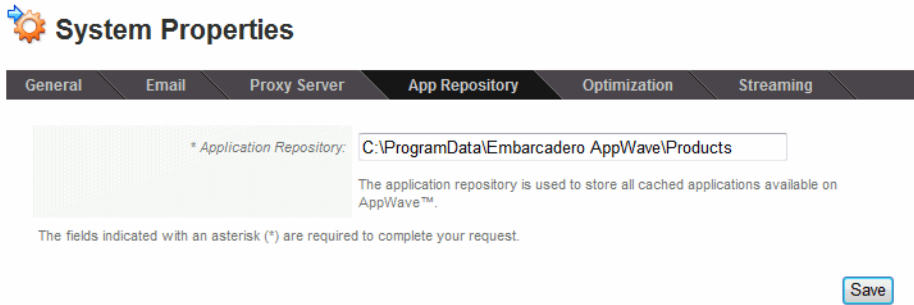 System Properties
General Email Proxy Server App Repository Optimization Streaming
* Application Repository: C:\ProgramData\Embarcadero AppWave\Products
The application repository is used to store all cached applications available on
AppWave™.
The fields indicated with an asterisk (*) are required to complete your request.
Save